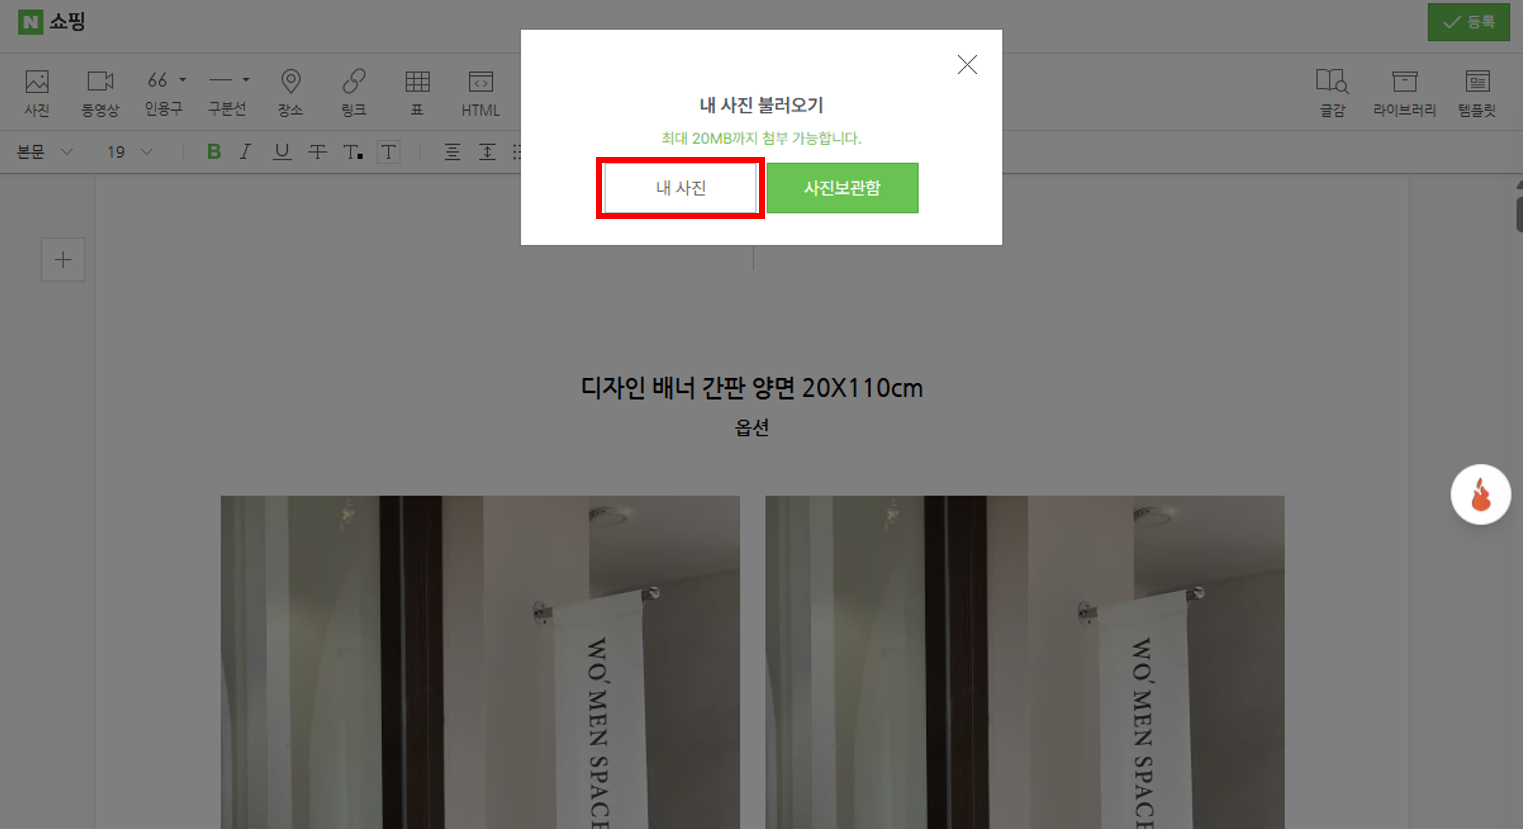 N 쇼핑
등록
사진 동영상 인용구 구분선 장소 링크 표 HTML
글감 라이브러리 템플릿
본문 19 B I U T T. T
내 사진 불러오기
최대 20MB까지 첨부 가능합니다.
내 사진 사진보관함
디자인 배너 간판 양면 20X110cm
옵션
WO'MEN SPACE
WO'MEN SPACE